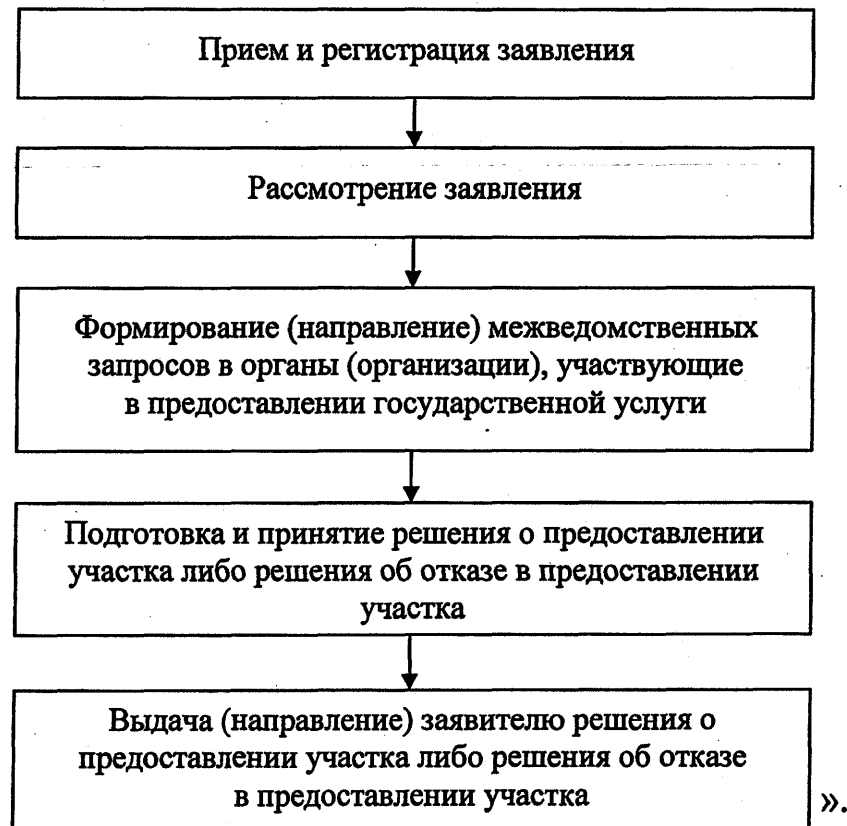 Прием и регистрация заявления
Рассмотрение заявления
Формирование (направление) межведомственных
запросов в органы (организации), участвующие
в предоставлении государственной услуги
Подготовка и принятие решения о предоставлении
участка либо решения об отказе в предоставлении
участка
Выдача (направление) заявителю решения о
предоставлении участка либо решения об отказе
в предоставлении участка
».